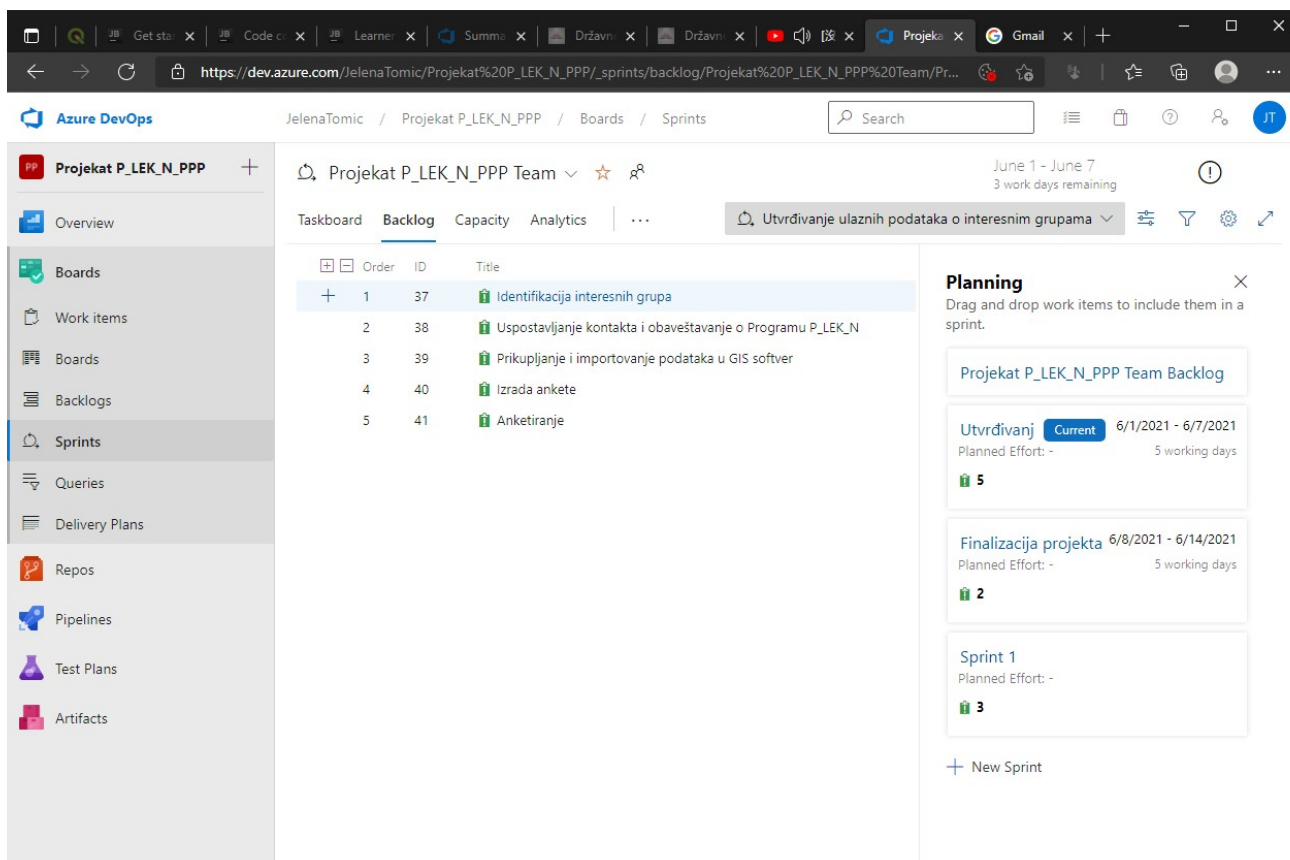 Get sta
Code c
Learner
Summa
Državn
Državn
Projeka
Gmail
https://dev.azure.com/JelenaTomic/Projekat%20P_LEK_N_PPP/_sprints/backlog/Projekat%20P_LEK_N_PPP%20Team/Pr...
Azure DevOps
JelenaTomic / Projekat P_LEK_N_PPP / Boards / Sprints
Search
JT
PP Projekat P_LEK_N_PPP
Overview
Boards
Work items
Boards
Backlogs
Sprints
Queries
Delivery Plans
Repos
Pipelines
Test Plans
Artifacts
Projekat P_LEK_N_PPP Team
June 1 - June 7
3 work days remaining
Taskboard Backlog Capacity Analytics ...
Utvrđivanje ulaznih podataka o interesnim grupama
Order ID Title
1 37 Identifikacija interesnih grupa
2 38 Uspostavljanje kontakta i obaveštavanje o Programu P_LEK_N
3 39 Prikupljanje i importovanje podataka u GIS softver
4 40 Izrada ankete
5 41 Anketiranje
Planning
Drag and drop work items to include them in a
sprint.
Projekat P_LEK_N_PPP Team Backlog
Utvrđivanj Current 6/1/2021 - 6/7/2021
Planned Effort: - 5 working days
5
Finalizacija projekta 6/8/2021 - 6/14/2021
Planned Effort: - 5 working days
2
Sprint 1
Planned Effort: -
3
New Sprint